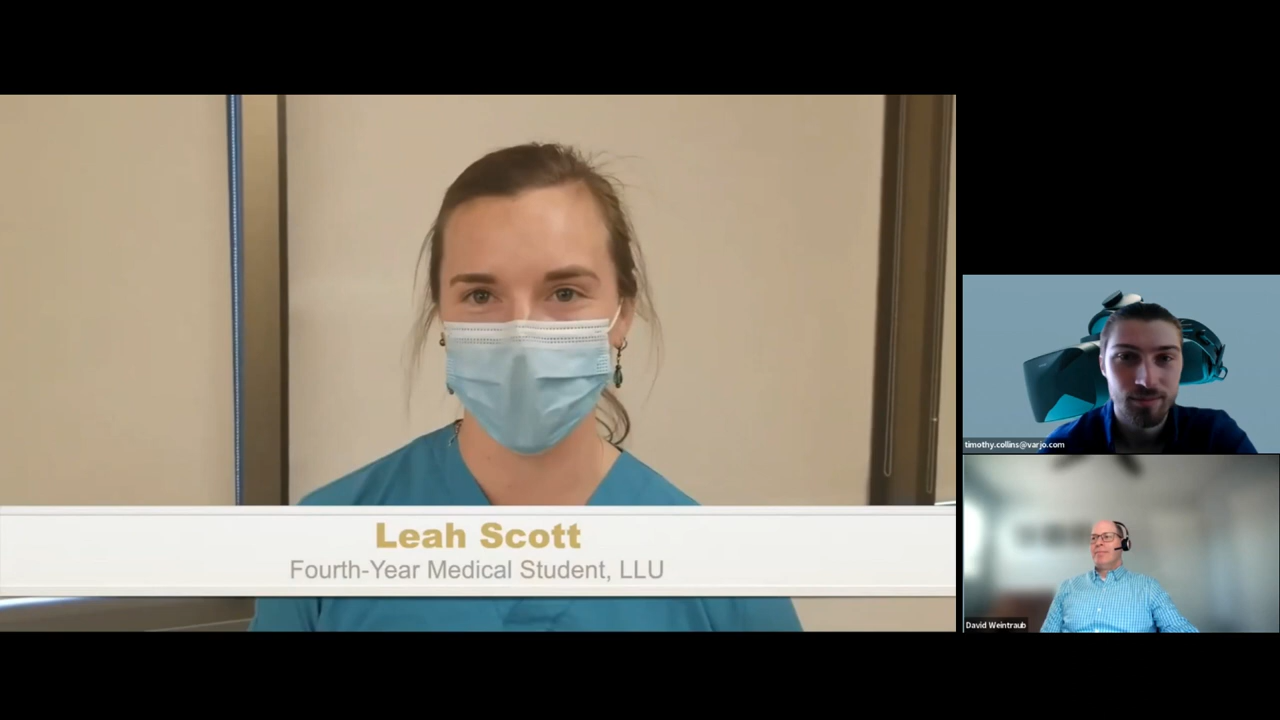 Leah Scott
Fourth-Year Medical Student, LLU
timothy.collins@varjo.com
David Weintraub